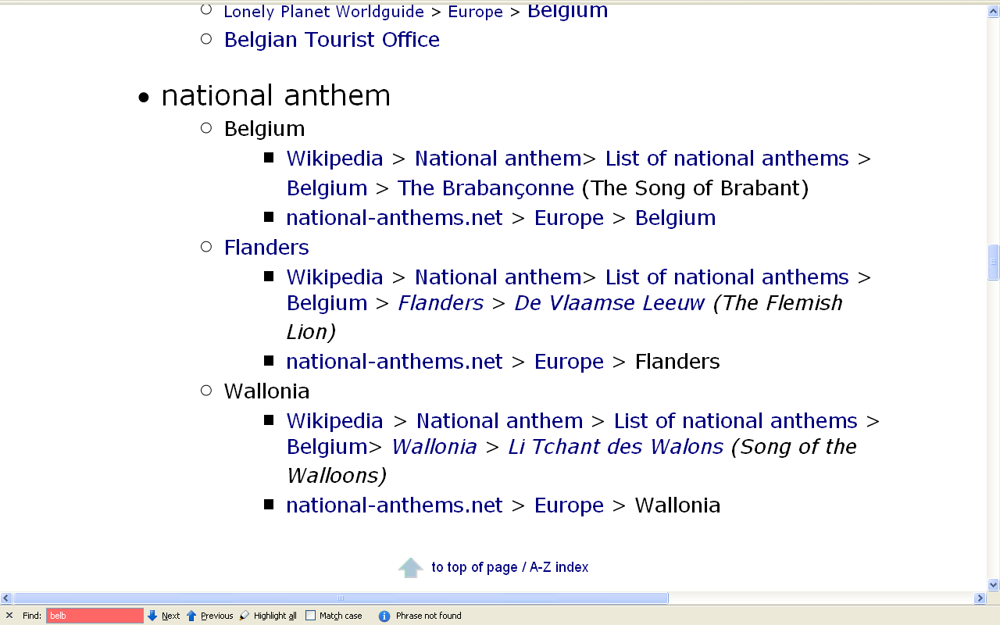 Lonely Planet Worldguide > Europe > Belgium
Belgian Tourist Office
national anthem
Belgium
Wikipedia > National anthem> List of national anthems >
Belgium > The Brabançonne (The Song of Brabant)
national-anthems.net > Europe > Belgium
Flanders
Wikipedia > National anthem> List of national anthems >
Belgium > Flanders > De Vlaamse Leeuw (The Flemish
Lion)
national-anthems.net > Europe > Flanders
Wallonia
Wikipedia > National anthem > List of national anthems >
Belgium> Wallonia > Li Tchant des Walons (Song of the
Walloons)
national-anthems.net > Europe > Wallonia
to top of page / A-Z index
Find: belb Next Previous Highlight all Match case Phrase not found